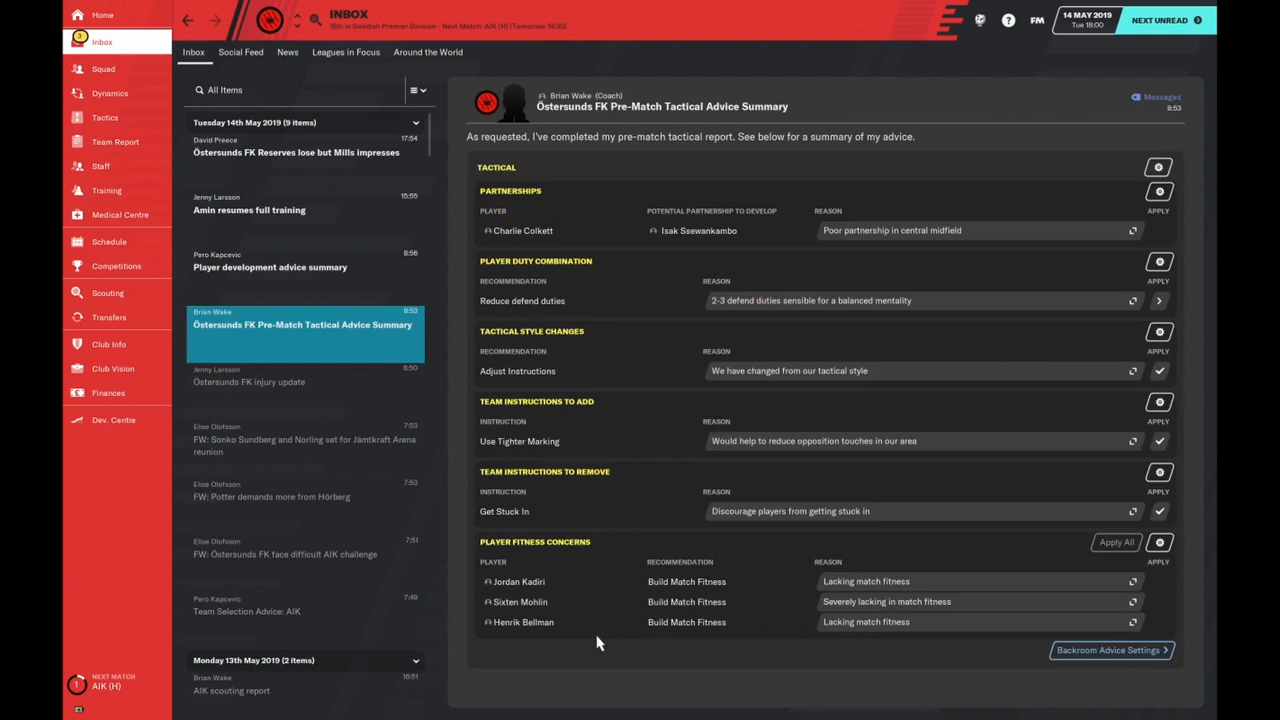 Home
3
Inbox
Squad
Dynamics
Tactics
Team Report
Staff
Training
Medical Centre
Schedule
Competitions
Scouting
Transfers
Club Info
Club Vision
Finances
Dev. Centre
1
NEXT MATCH
AIK (H)
INBOX
15th in Swedish Premier Division - Next Match: AIK (H) (Tomorrow 19:30)
FM
14 MAY 2019
Tue 18:00
NEXT UNREAD
Inbox
Social Feed
News
Leagues in Focus
Around the World
All Items
Tuesday 14th May 2019 (9 items)
David Preece
17:54
Östersunds FK Reserves lose but Mills impresses
Jenny Larsson
15:55
Amin resumes full training
Pero Kapcevic
8:56
Player development advice summary
Brian Wake
8:53
Östersunds FK Pre-Match Tactical Advice Summary
Jenny Larsson
8:50
Östersunds FK injury update
Elise Olofsson
7:53
FW: Sonko Sundberg and Norling set for Jämtkraft Arena
reunion
Elise Olofsson
7:53
FW: Potter demands more from Hörberg
Elise Olofsson
7:51
FW: Östersunds FK face difficult AIK challenge
Pero Kapcevic
7:49
Team Selection Advice: AIK
Monday 13th May 2019 (2 items)
Brian Wake
16:51
AIK scouting report
Brian Wake (Coach)
Östersunds FK Pre-Match Tactical Advice Summary
Messages
8:53
As requested, I've completed my pre-match tactical report. See below for a summary of my advice.
TACTICAL
PARTNERSHIPS
PLAYER POTENTIAL PARTNERSHIP TO DEVELOP REASON APPLY
Charlie Colkett Isak Ssewankambo Poor partnership in central midfield
PLAYER DUTY COMBINATION
RECOMMENDATION REASON APPLY
Reduce defend duties 2-3 defend duties sensible for a balanced mentality
TACTICAL STYLE CHANGES
RECOMMENDATION REASON APPLY
Adjust Instructions We have changed from our tactical style
TEAM INSTRUCTIONS TO ADD
INSTRUCTION REASON APPLY
Use Tighter Marking Would help to reduce opposition touches in our area
TEAM INSTRUCTIONS TO REMOVE
INSTRUCTION REASON APPLY
Get Stuck In Discourage players from getting stuck in
PLAYER FITNESS CONCERNS Apply All
PLAYER RECOMMENDATION REASON APPLY
Jordan Kadiri Build Match Fitness Lacking match fitness
Sixten Mohlin Build Match Fitness Severely lacking in match fitness
Henrik Bellman Build Match Fitness Lacking match fitness
Backroom Advice Settings